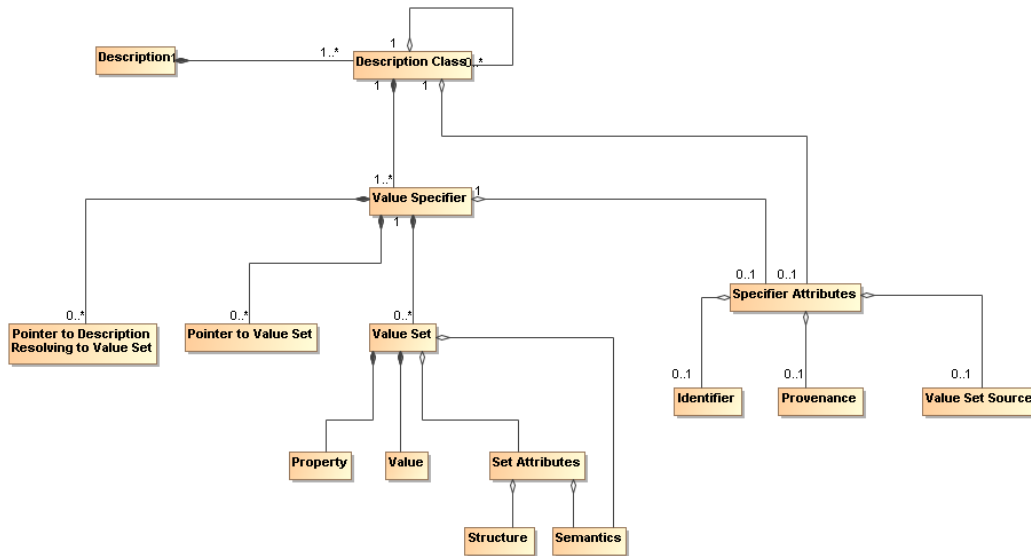 1
0..*
Description
1
1..*
Description Class
1
1
1..*
Value Specifier
1
1
0..1
0..1
Specifier Attributes
0..*
Pointer to Description
Resolving to Value Set
0..*
Pointer to Value Set
0..*
Value Set
0..1
Identifier
0..1
Provenance
0..1
Value Set Source
Property
Value
Set Attributes
Structure
Semantics